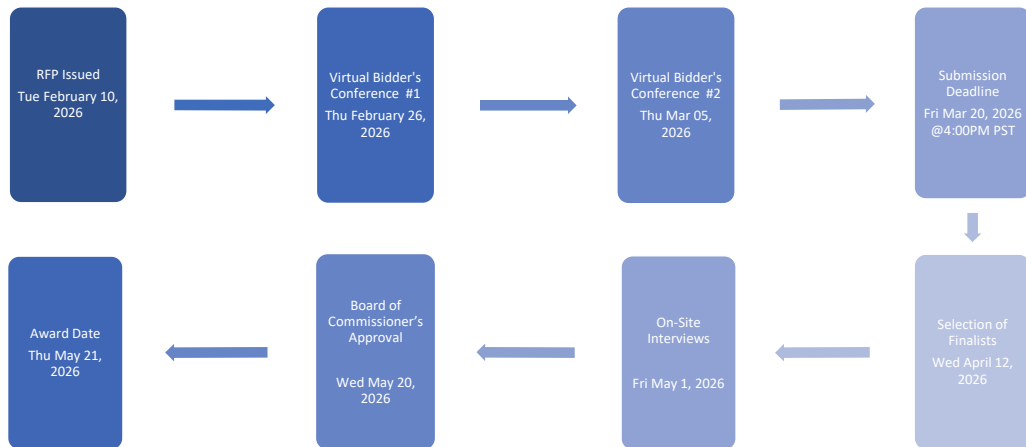 RFP Issued
Tue February 10,
2026
Virtual Bidder's
Conference #1
Thu February 26,
2026
Virtual Bidder's
Conference #2
Thu Mar 05,
2026
Submission
Deadline
Fri Mar 20, 2026
@4:00PM PST
Selection of
Finalists
Wed April 12,
2026
On-Site
Interviews
Fri May 1, 2026
Board of
Commissioner’s
Approval
Wed May 20,
2026
Award Date
Thu May 21,
2026